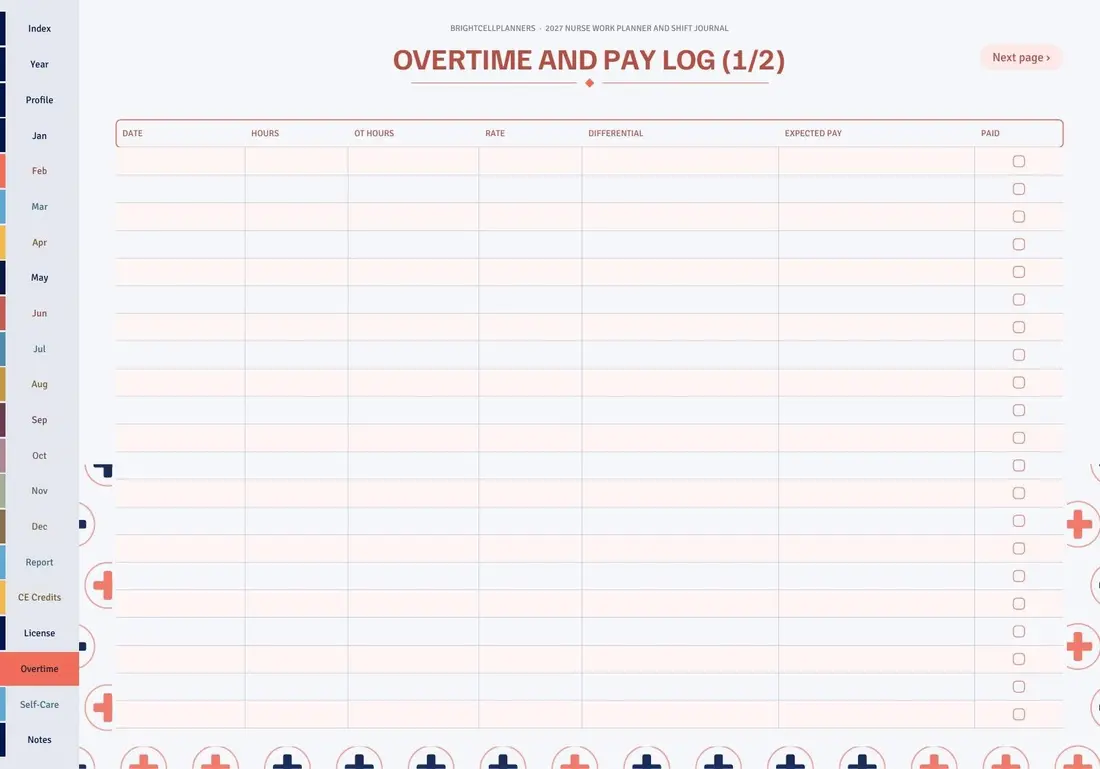 Index
Year
Profile
Jan
Feb
Mar
Apr
May
Jun
Jul
Aug
Sep
Oct
Nov
Dec
Report
CE Credits
License
Overtime
Self-Care
Notes
BRIGHTCELLPLANNERS · 2027 NURSE WORK PLANNER AND SHIFT JOURNAL
OVERTIME AND PAY LOG (1/2)
Next page ›
DATE HOURS OT HOURS RATE DIFFERENTIAL EXPECTED PAY PAID